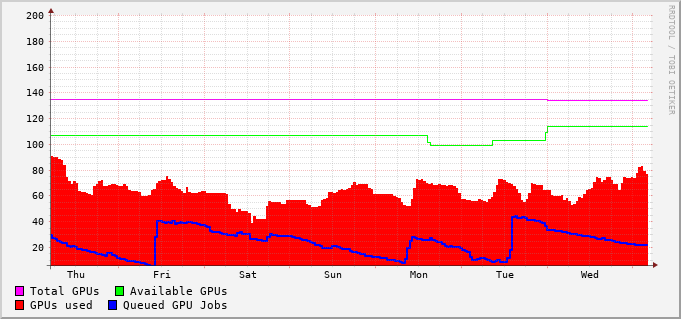 200
180
160
140
120
100
80
60
40
20
Thu Fri Sat Sun Mon Tue Wed
Total GPUs Available GPUs
GPUs used Queued GPU Jobs
RRDTOOL / TOBI OETIKER